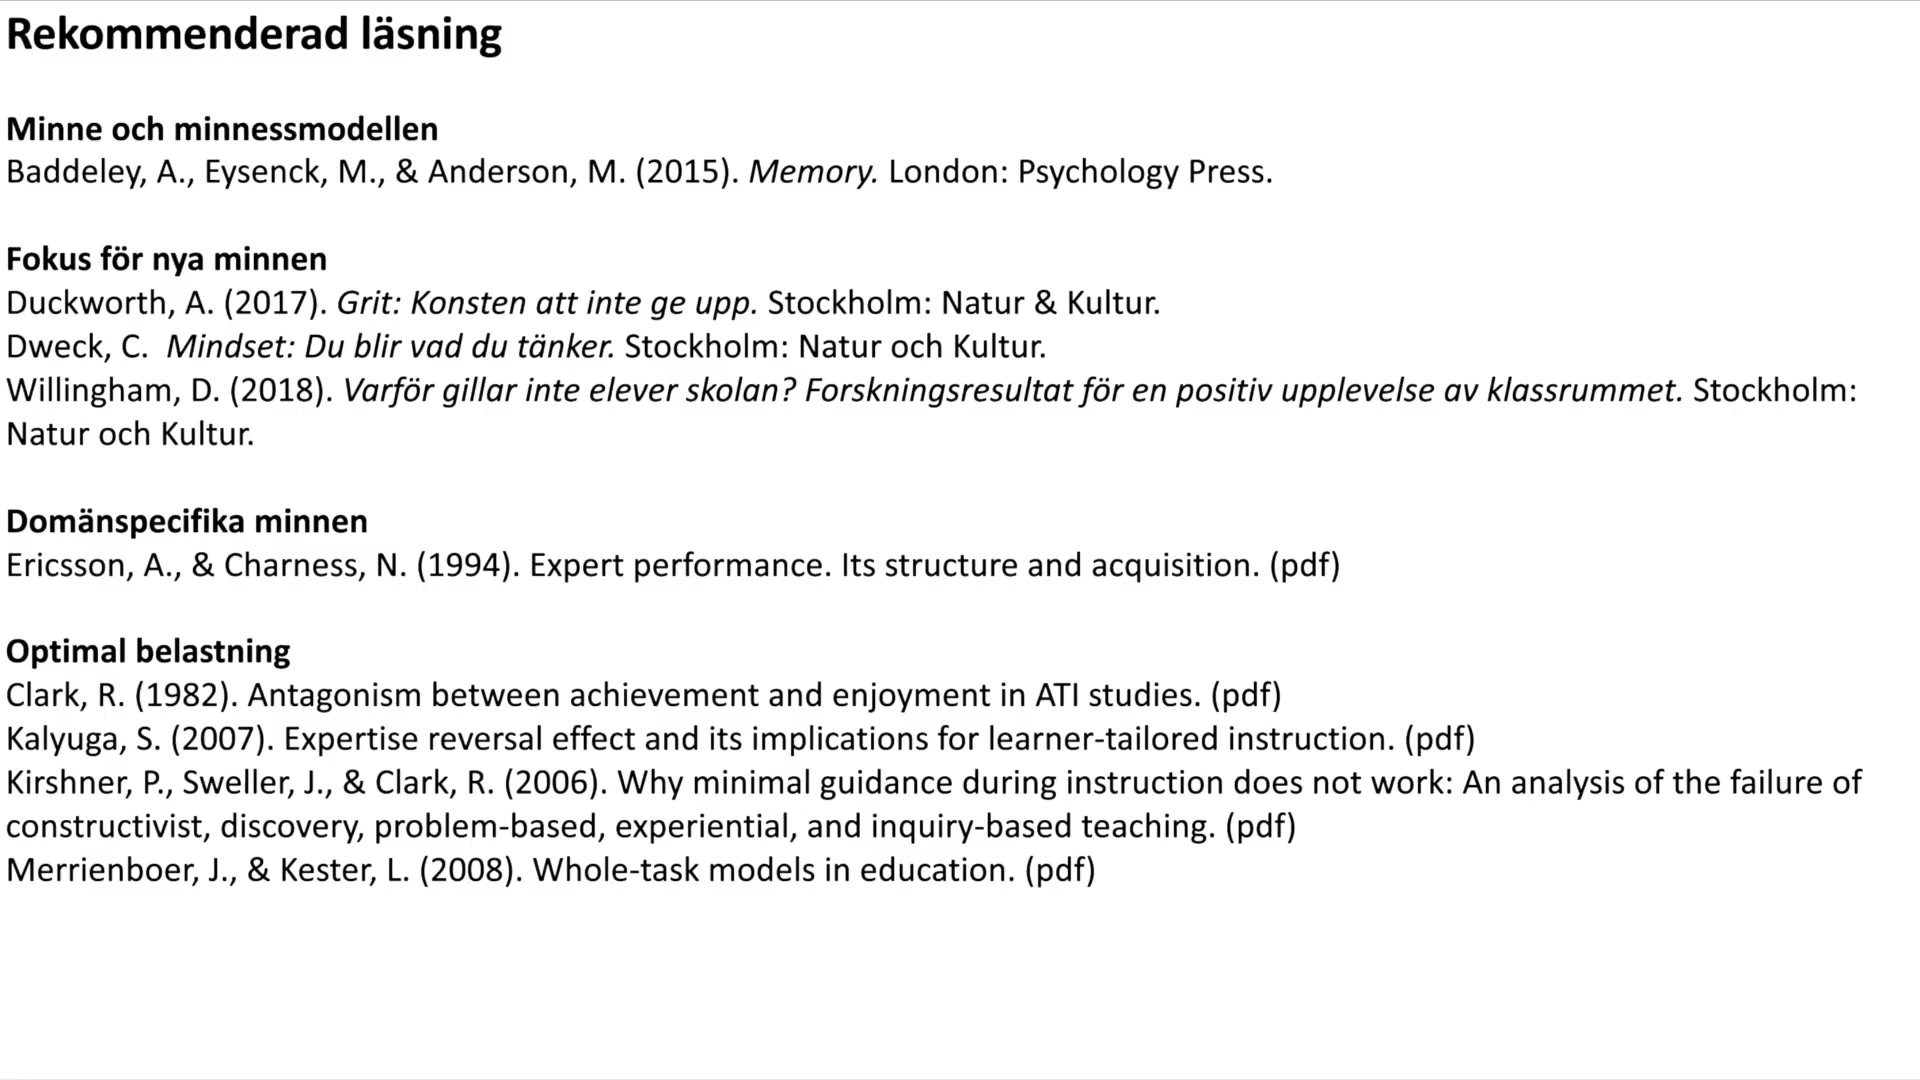 Rekommenderad läsning
Minne och minnessmodellen
Baddeley, A., Eysenck, M., & Anderson, M. (2015). Memory. London: Psychology Press.
Fokus för nya minnen
Duckworth, A. (2017). Grit: Konsten att inte ge upp. Stockholm: Natur & Kultur.
Dweck, C.  Mindset: Du blir vad du tänker. Stockholm: Natur och Kultur.
Willingham, D. (2018). Varför gillar inte elever skolan? Forskningsresultat för en positiv upplevelse av klassrummet. Stockholm:
Natur och Kultur.
Domänspecifika minnen
Ericsson, A., & Charness, N. (1994). Expert performance. Its structure and acquisition. (pdf)
Optimal belastning
Clark, R. (1982). Antagonism between achievement and enjoyment in ATI studies. (pdf)
Kalyuga, S. (2007). Expertise reversal effect and its implications for learner-tailored instruction. (pdf)
Kirshner, P., Sweller, J., & Clark, R. (2006). Why minimal guidance during instruction does not work: An analysis of the failure of
constructivist, discovery, problem-based, experiential, and inquiry-based teaching. (pdf)
Merrienboer, J., & Kester, L. (2008). Whole-task models in education. (pdf)